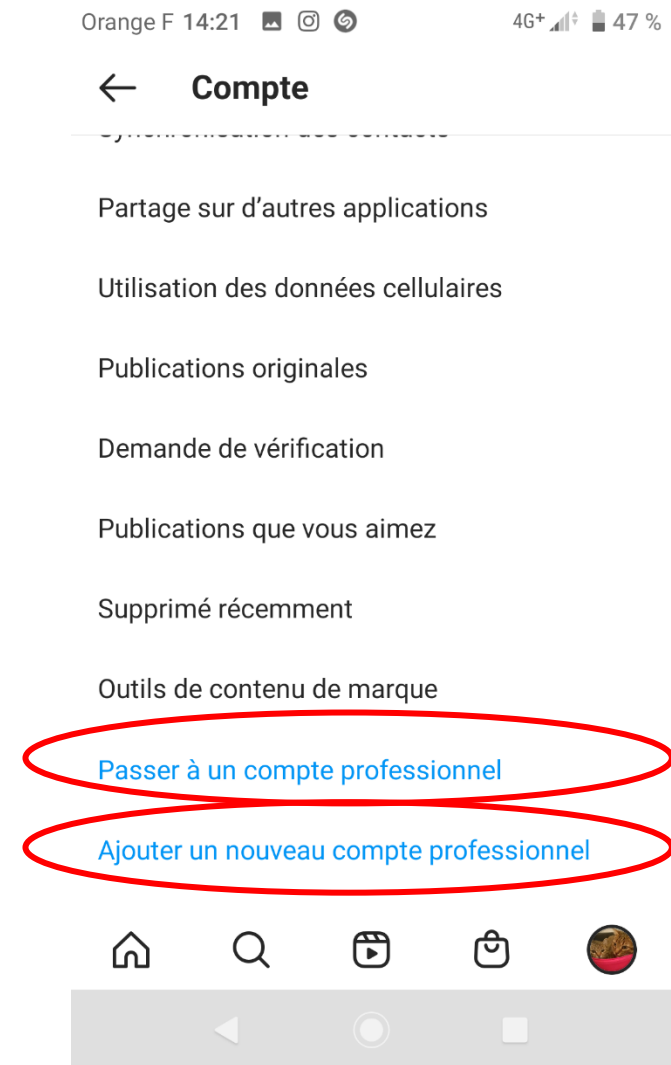 Orange F 14:21 4G+ 47 %
Compte
Partage sur d’autres applications
Utilisation des données cellulaires
Publications originales
Demande de vérification
Publications que vous aimez
Supprimé récemment
Outils de contenu de marque
Passer à un compte professionnel
Ajouter un nouveau compte professionnel